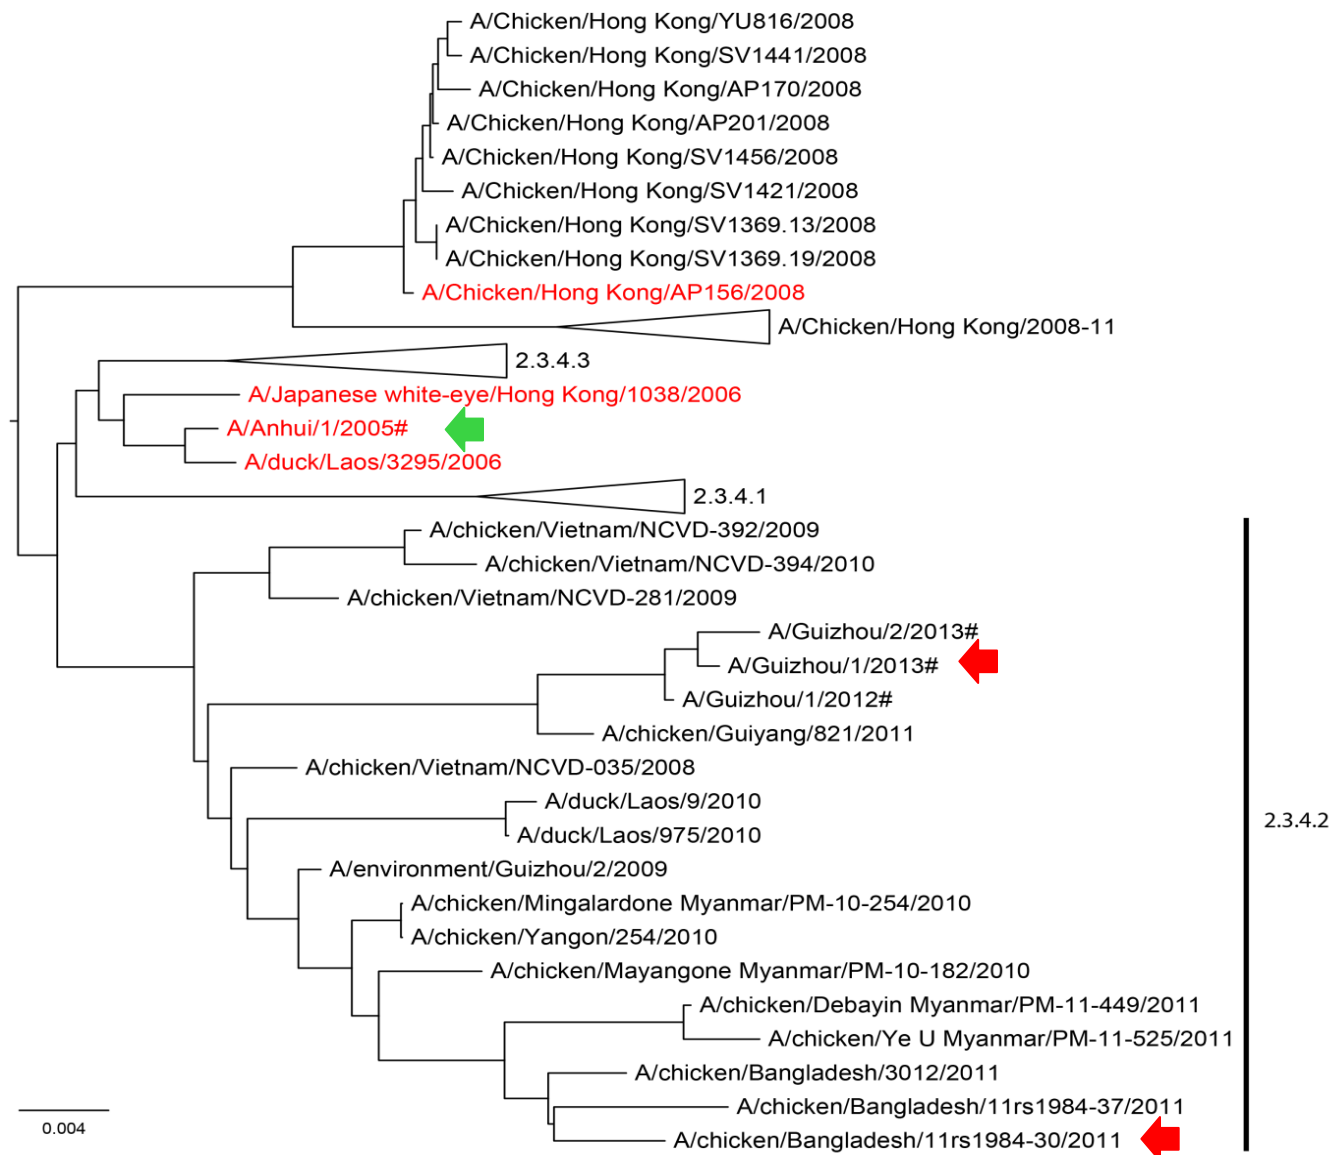 A/Chicken/Hong Kong/YU816/2008
A/Chicken/Hong Kong/SV1441/2008
A/Chicken/Hong Kong/AP170/2008
A/Chicken/Hong Kong/AP201/2008
A/Chicken/Hong Kong/SV1456/2008
A/Chicken/Hong Kong/SV1421/2008
A/Chicken/Hong Kong/SV1369.13/2008
A/Chicken/Hong Kong/SV1369.19/2008
A/Chicken/Hong Kong/AP156/2008
A/Chicken/Hong Kong/2008-11
2.3.4.3
A/Japanese white-eye/Hong Kong/1038/2006
A/Anhui/1/2005#
A/duck/Laos/3295/2006
2.3.4.1
A/chicken/Vietnam/NCVD-392/2009
A/chicken/Vietnam/NCVD-394/2010
A/chicken/Vietnam/NCVD-281/2009
A/Guizhou/2/2013#
A/Guizhou/1/2013#
A/Guizhou/1/2012#
A/chicken/Guiyang/821/2011
A/chicken/Vietnam/NCVD-035/2008
A/duck/Laos/9/2010
A/duck/Laos/975/2010
2.3.4.2
A/environment/Guizhou/2/2009
A/chicken/Mingalardone Myanmar/PM-10-254/2010
A/chicken/Yangon/254/2010
A/chicken/Mayangone Myanmar/PM-10-182/2010
A/chicken/Debayin Myanmar/PM-11-449/2011
A/chicken/Ye U Myanmar/PM-11-525/2011
A/chicken/Bangladesh/3012/2011
A/chicken/Bangladesh/11rs1984-37/2011
A/chicken/Bangladesh/11rs1984-30/2011
0.004